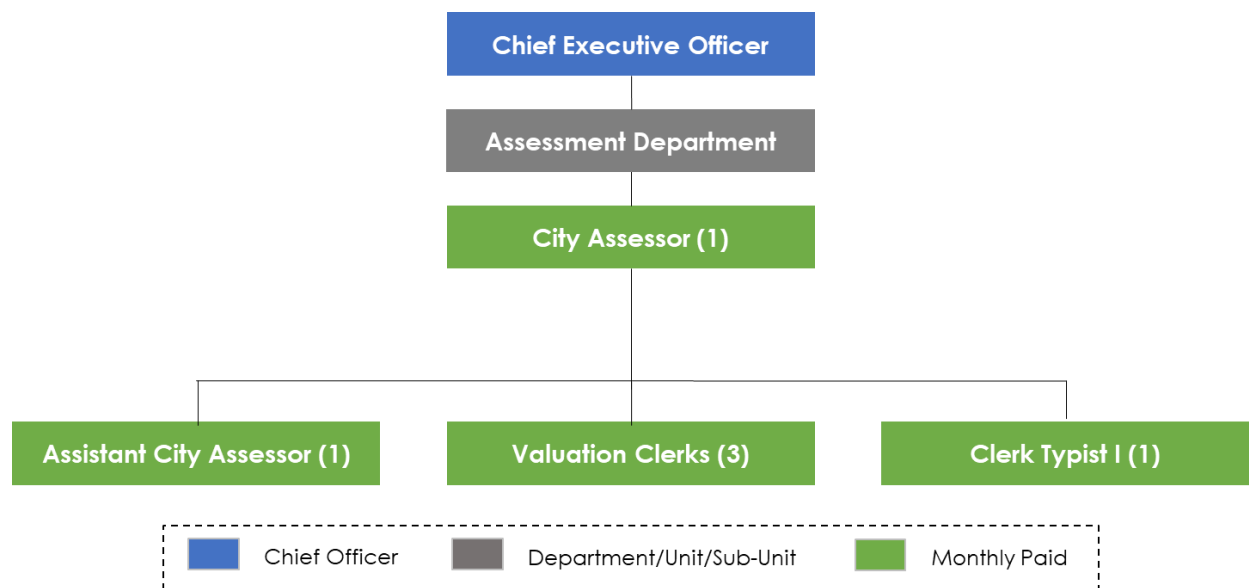 Chief Executive Officer
Assessment Department
City Assessor (1)
Assistant City Assessor (1)
Valuation Clerks (3)
Clerk Typist I (1)
Chief Officer
Department/Unit/Sub-Unit
Monthly Paid